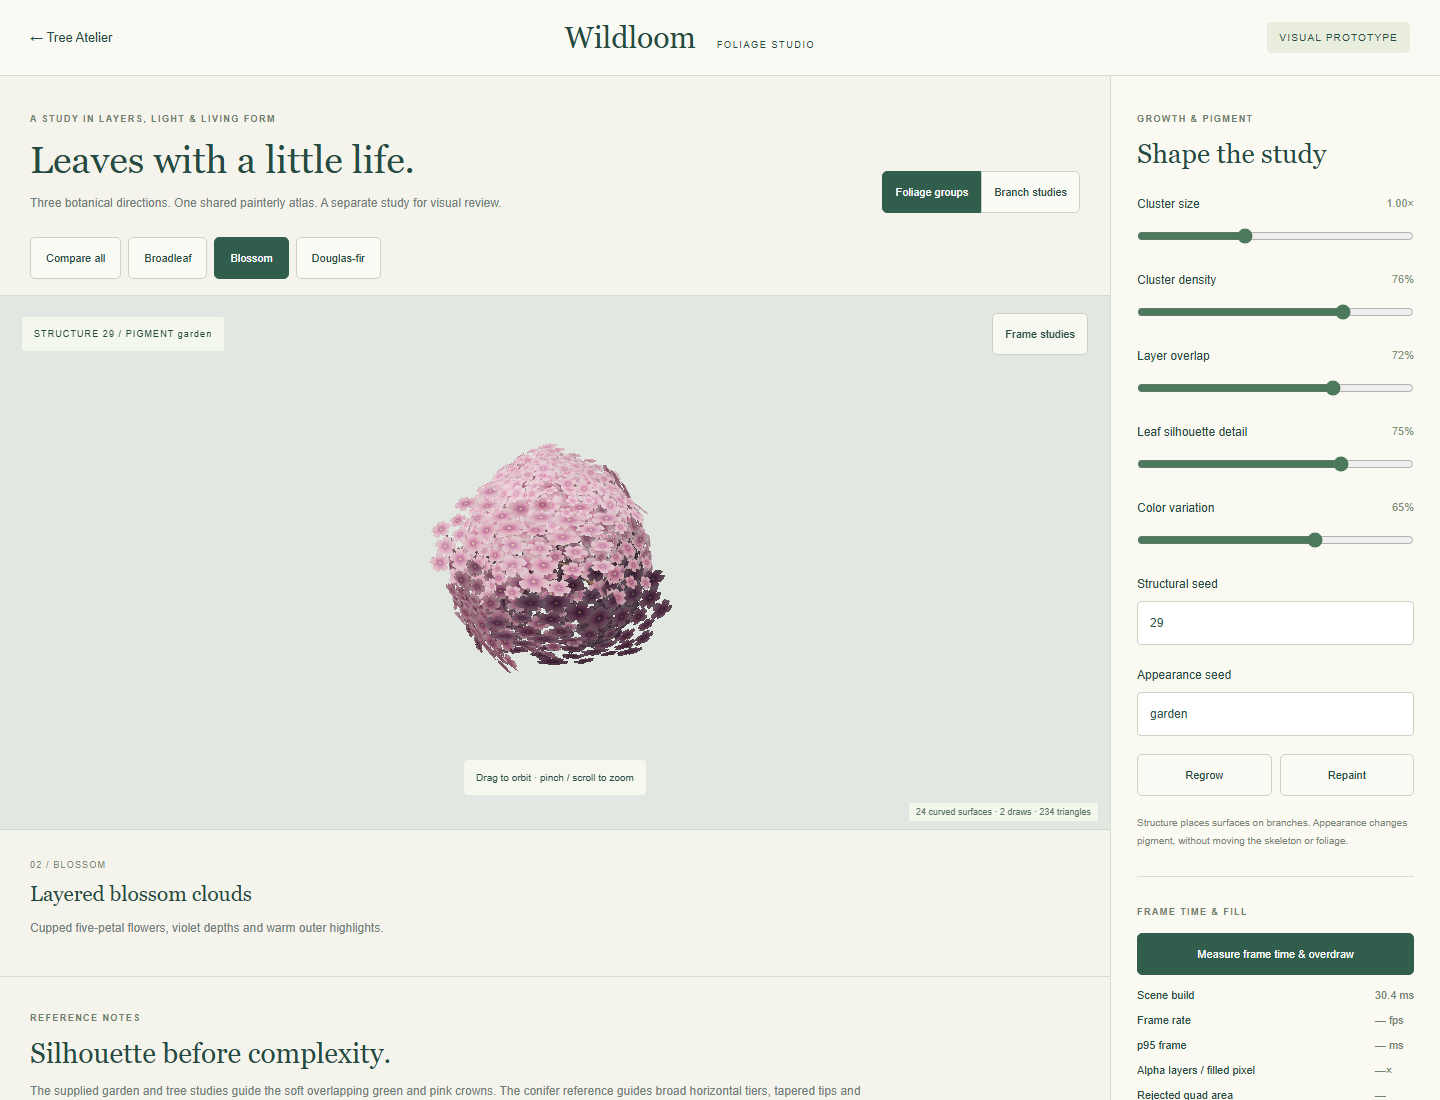 ← Tree Atelier
Wildloom FOLIAGE STUDIO
VISUAL PROTOTYPE
A STUDY IN LAYERS, LIGHT & LIVING FORM
Leaves with a little life.
Three botanical directions. One shared painterly atlas. A separate study for visual review.
Foliage groups
Branch studies
Compare all
Broadleaf
Blossom
Douglas-fir
STRUCTURE 29 / PIGMENT garden
Frame studies
Drag to orbit · pinch / scroll to zoom
24 curved surfaces · 2 draws · 234 triangles
02 / BLOSSOM
Layered blossom clouds
Cupped five-petal flowers, violet depths and warm outer highlights.
REFERENCE NOTES
Silhouette before complexity.
The supplied garden and tree studies guide the soft overlapping green and pink crowns. The conifer reference guides broad horizontal tiers, tapered tips and
GROWTH & PIGMENT
Shape the study
Cluster size 1.00×
Cluster density 76%
Layer overlap 72%
Leaf silhouette detail 75%
Color variation 65%
Structural seed
29
Appearance seed
garden
Regrow
Repaint
Structure places surfaces on branches. Appearance changes
pigment, without moving the skeleton or foliage.
FRAME TIME & FILL
Measure frame time & overdraw
Scene build 30.4 ms
Frame rate — fps
p95 frame — ms
Alpha layers / filled pixel —×
Rejected quad area —